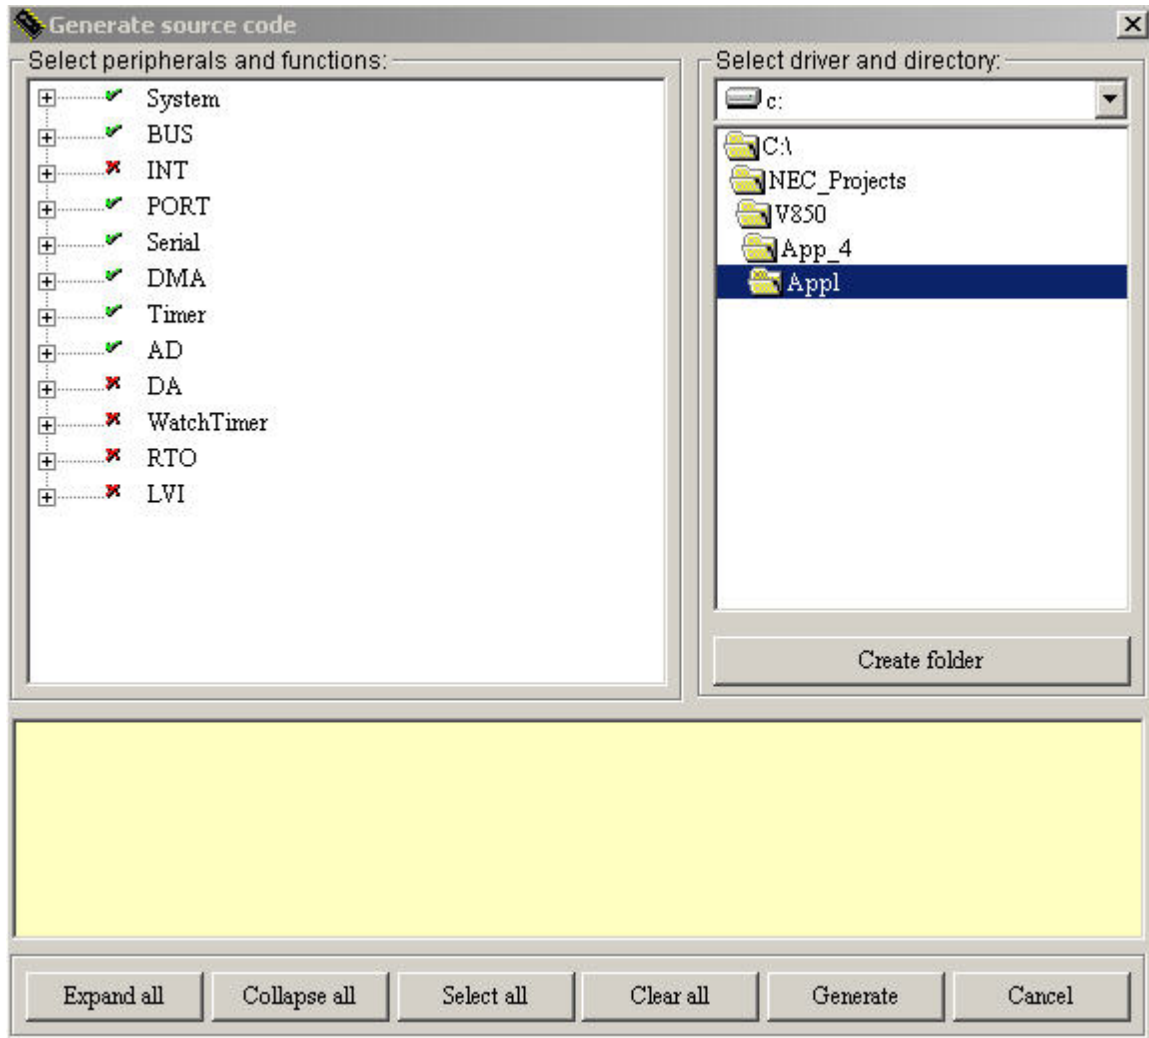 Generate source code
Select peripherals and functions:
System
BUS
INT
PORT
Serial
DMA
Timer
AD
DA
WatchTimer
RTO
LVI
Select driver and directory:
c:
C:\
NEC_Projects
V850
App_4
Appl
Create folder
Expand all
Collapse all
Select all
Clear all
Generate
Cancel